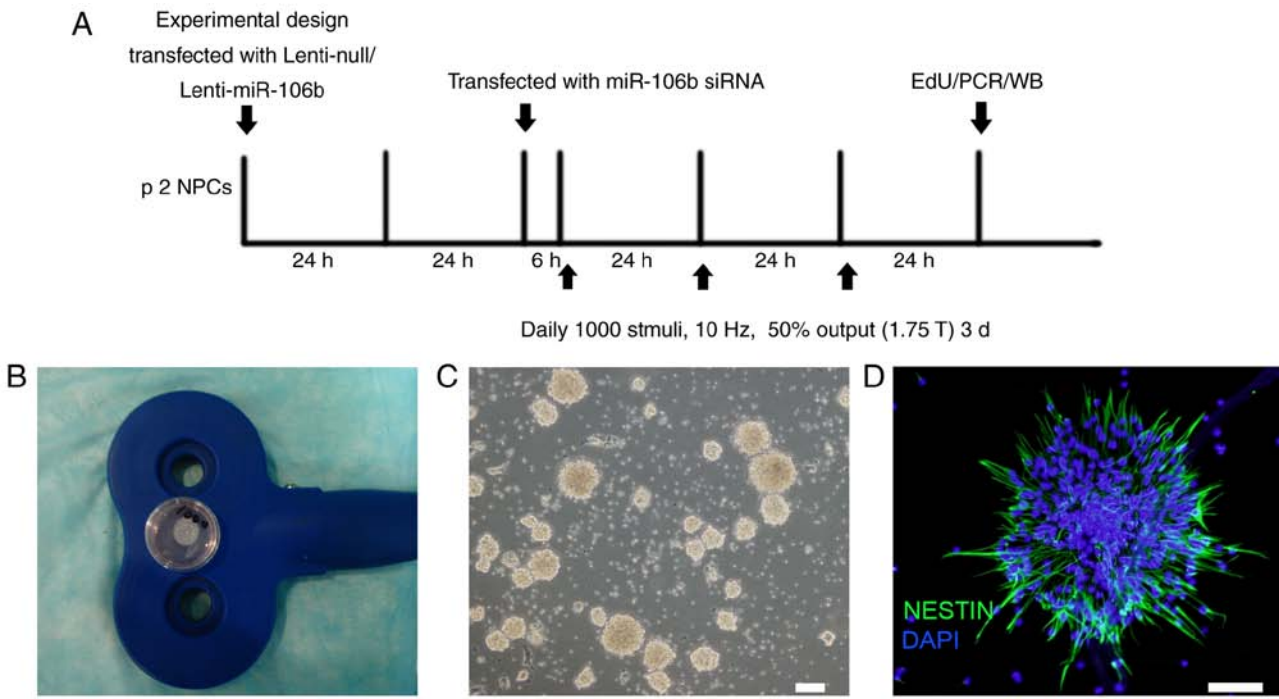 A
Experimental design
transfected with Lenti-null/
Lenti-miR-106b
Transfected with miR-106b siRNA
EdU/PCR/WB
p 2 NPCs
24 h
24 h
6 h
24 h
24 h
24 h
Daily 1000 stmuli, 10 Hz, 50% output (1.75 T) 3 d
B
C
D
NESTIN
DAPI